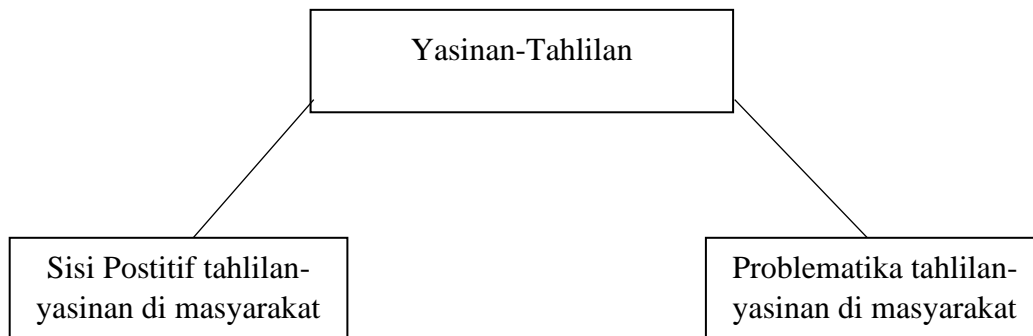 Yasinan-Tahlilan
Sisi Postitif tahlilan-
yasinan di masyarakat
Problematika tahlilan-
yasinan di masyarakat